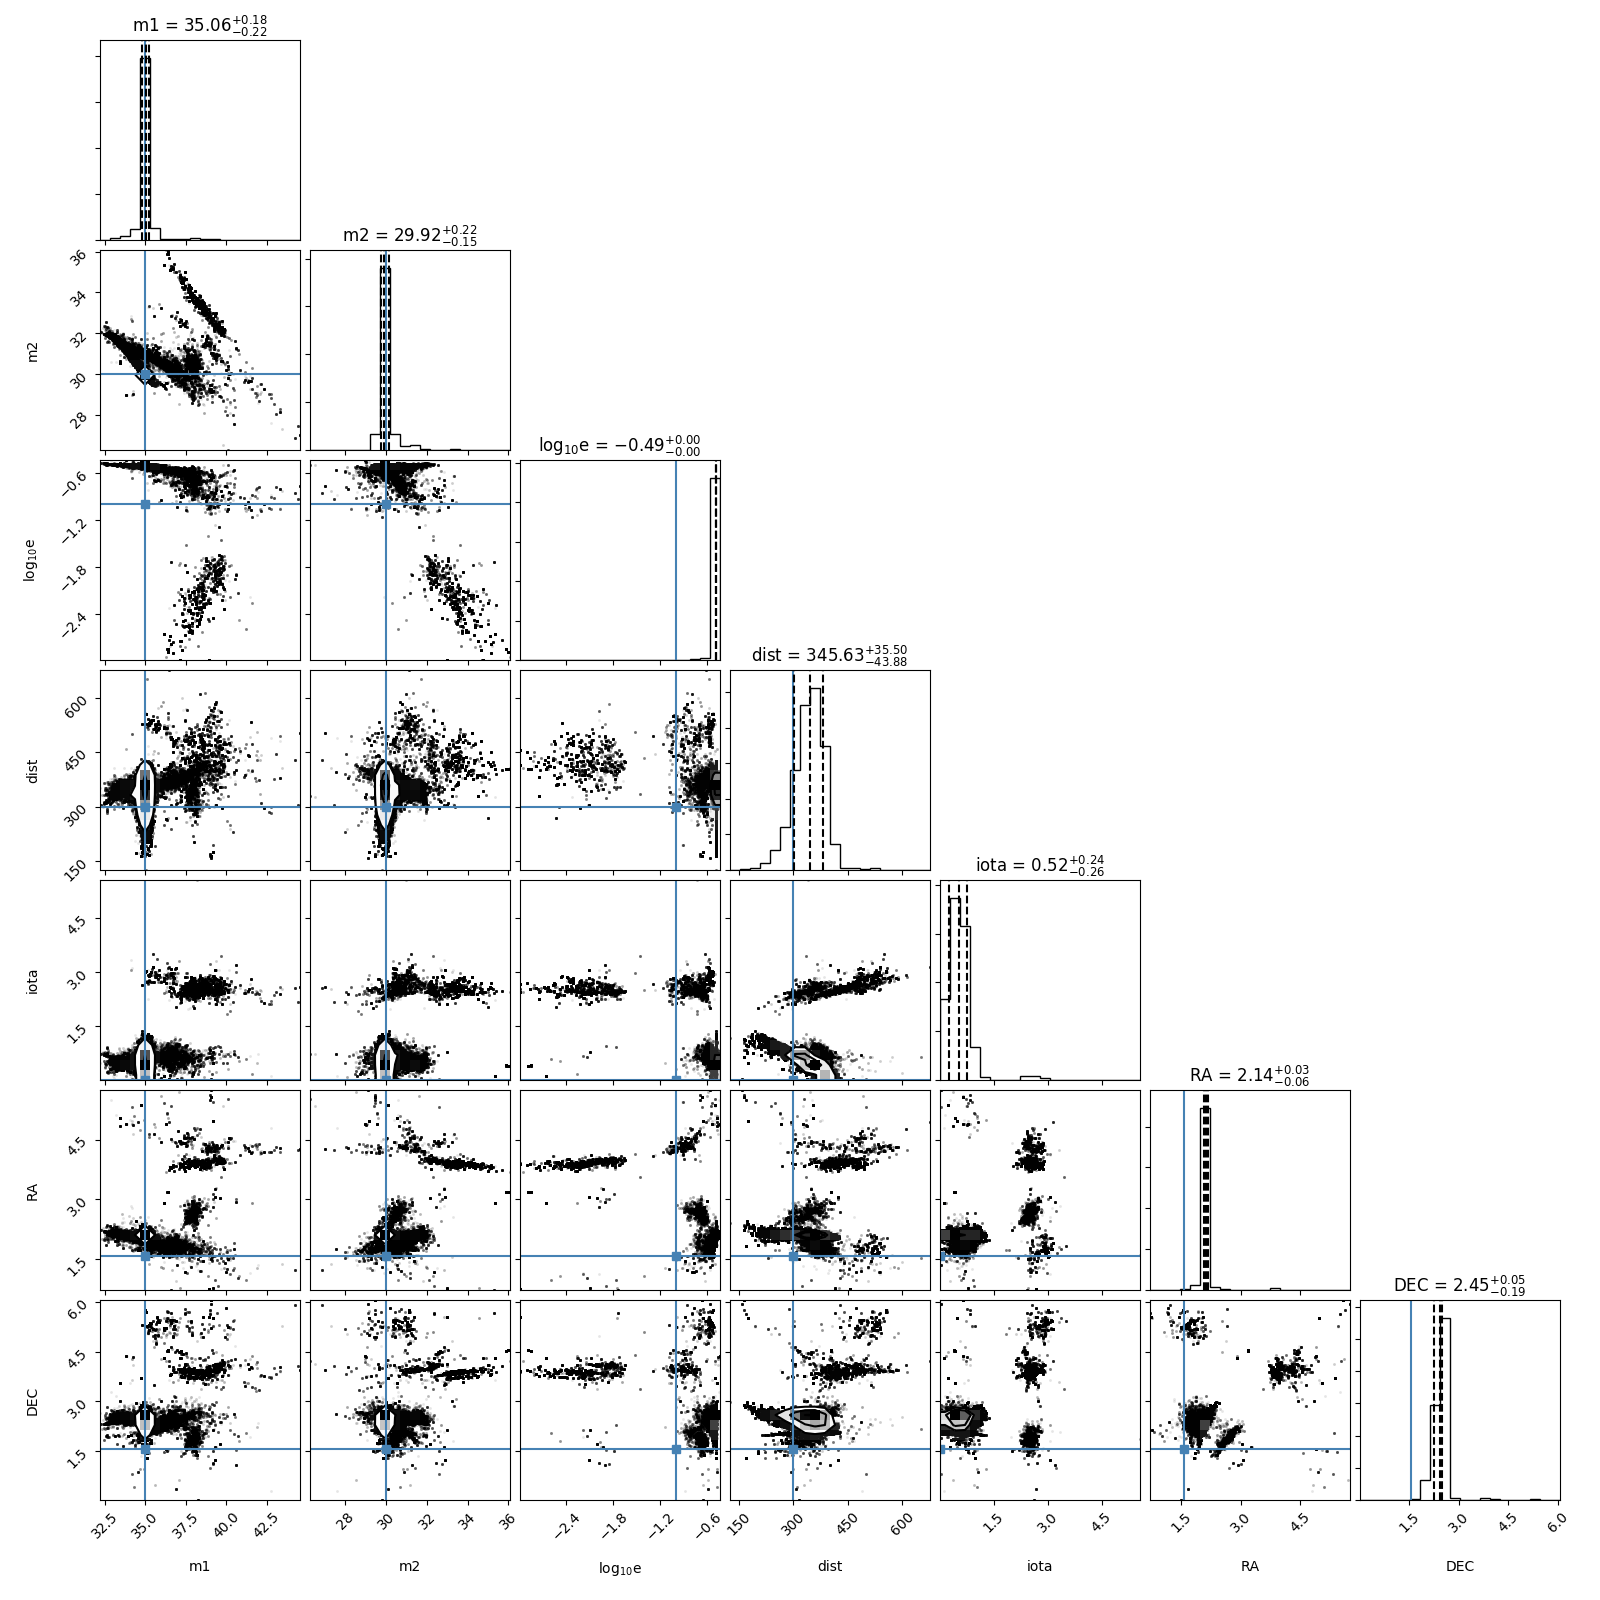 m1 = 35.06+0.18 −0.22
m2 = 29.92+0.22 −0.15
log10e = −0.49+0.00 −0.00
dist = 345.63+35.50 −43.88
iota = 0.52+0.24 −0.26
RA = 2.14+0.03 −0.06
DEC = 2.45+0.05 −0.19
m2
36
34
32
30
28
log10e
−0.6
−1.2
−1.8
−2.4
dist
600
450
300
150
iota
4.5
3.0
1.5
RA
4.5
3.0
1.5
DEC
6.0
4.5
3.0
1.5
32.5 35.0 37.5 40.0 42.5
28 30 32 34 36
−2.4 −1.8 −1.2 −0.6
150 300 450 600
1.5 3.0 4.5
1.5 3.0 4.5
1.5 3.0 4.5 6.0
m1 m2 log10e dist iota RA DEC